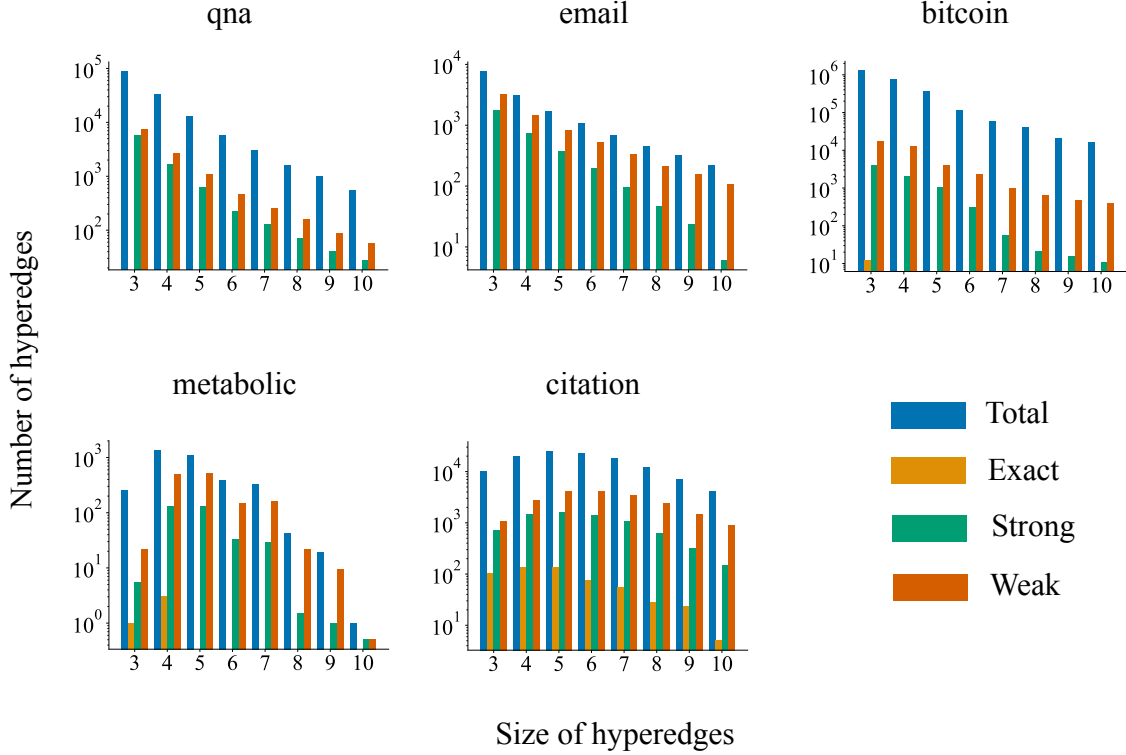 qna email bitcoin
10^5
10^4
10^3
10^2
3 4 5 6 7 8 9 10
10^4
10^3
10^2
10^1
3 4 5 6 7 8 9 10
10^6
10^5
10^4
10^3
10^2
10^1
3 4 5 6 7 8 9 10
Number of hyperedges
metabolic citation
10^3
10^2
10^1
10^0
3 4 5 6 7 8 9 10
10^4
10^3
10^2
10^1
3 4 5 6 7 8 9 10
Total
Exact
Strong
Weak
Size of hyperedges